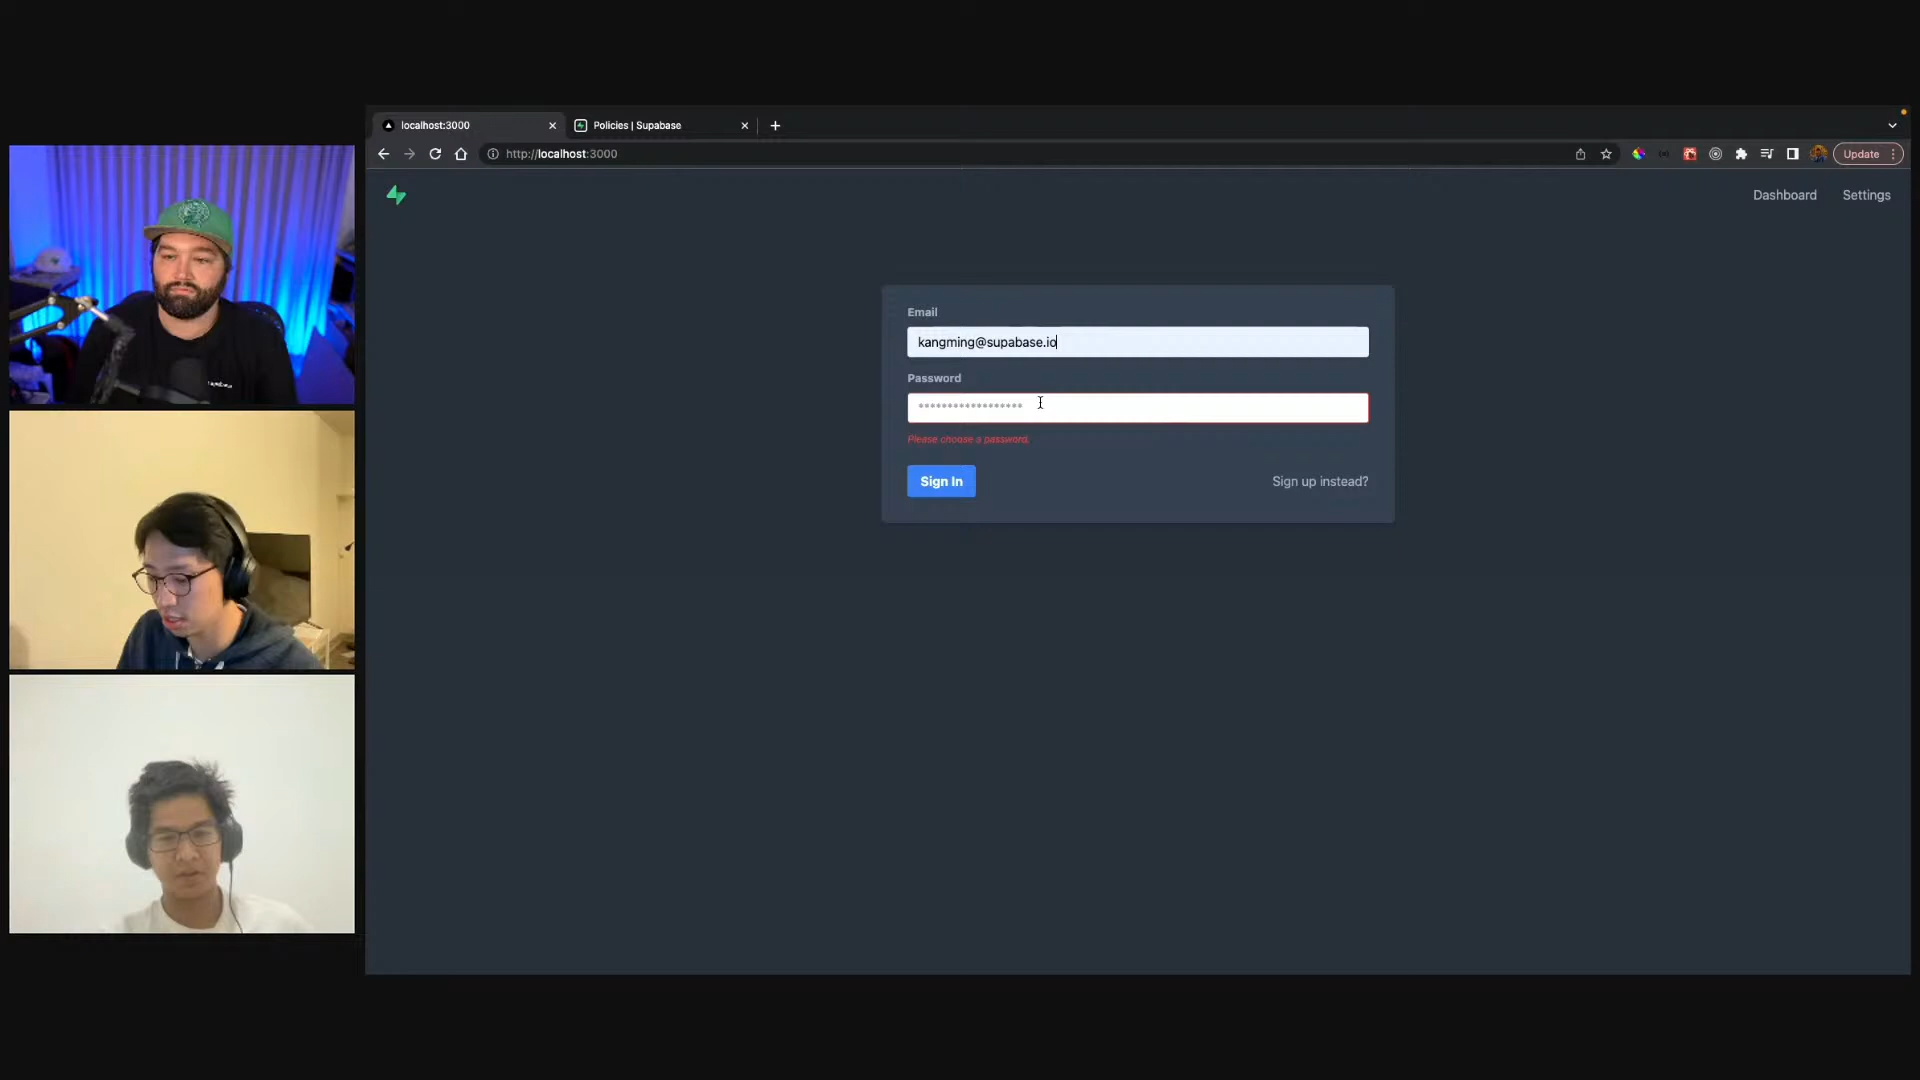 localhost:3000
Policies | Supabase
http://localhost:3000
Update
Dashboard
Settings
Email
kangming@supabase.io
Password
******************
Please choose a password.
Sign In
Sign up instead?